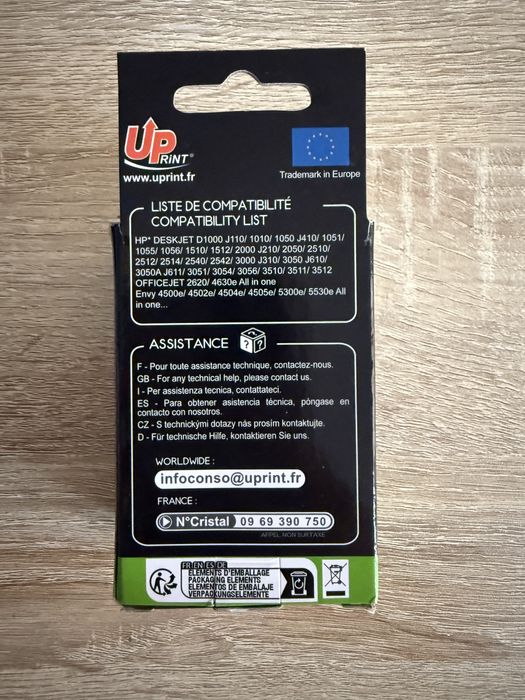 UPRINT®
www.uprint.fr
Trademark in Europe
LISTE DE COMPATIBILITÉ
COMPATIBILITY LIST
HP* DESKJET D1000 J110/ 1010/ 1050 J410/ 1051/
1055/ 1056/ 1510/ 1512/ 2000 J210/ 2050/ 2510/
2512/ 2514/ 2540/ 2542/ 3000 J310/ 3050 J610/
3050A J611/ 3051/ 3054/ 3056/ 3510/ 3511/ 3512
OFFICEJET 2620/ 4630e All in one
Envy 4500e/ 4502e/ 4504e/ 4505e/ 5300e/ 5530e All
in one...
ASSISTANCE
? ?
F - Pour toute assistance technique, contactez-nous.
GB - For any technical help, please contact us.
I - Per assistenza tecnica, contattateci.
ES - Para obtener asistencia técnica, póngase en
contacto con nosotros.
CZ - S technickými dotazy nás prosím kontaktujte.
D - Für technische Hilfe, kontaktieren Sie uns.
WORLDWIDE :
infoconso@uprint.fr
FRANCE :
N°Cristal 09 69 390 750
APPEL NON SURTAXE
FR EN ES DE
ELEMENTS D'EMBALLAGE
PACKAGING ELEMENTS
ELEMENTOS DE EMBALAJE
VERPACKUNGSELEMENTE